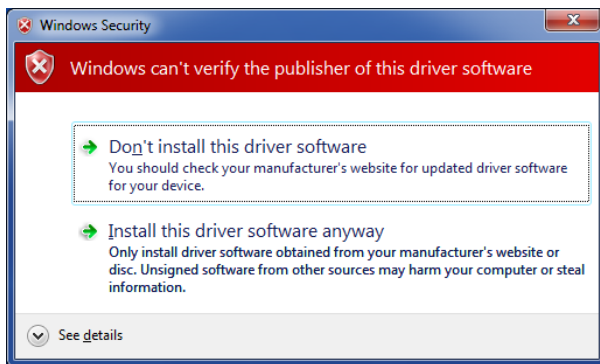 Windows Security
Windows can't verify the publisher of this driver software
Don't install this driver software
You should check your manufacturer's website for updated driver software
for your device.
Install this driver software anyway
Only install driver software obtained from your manufacturer's website or
disc. Unsigned software from other sources may harm your computer or steal
information.
See details